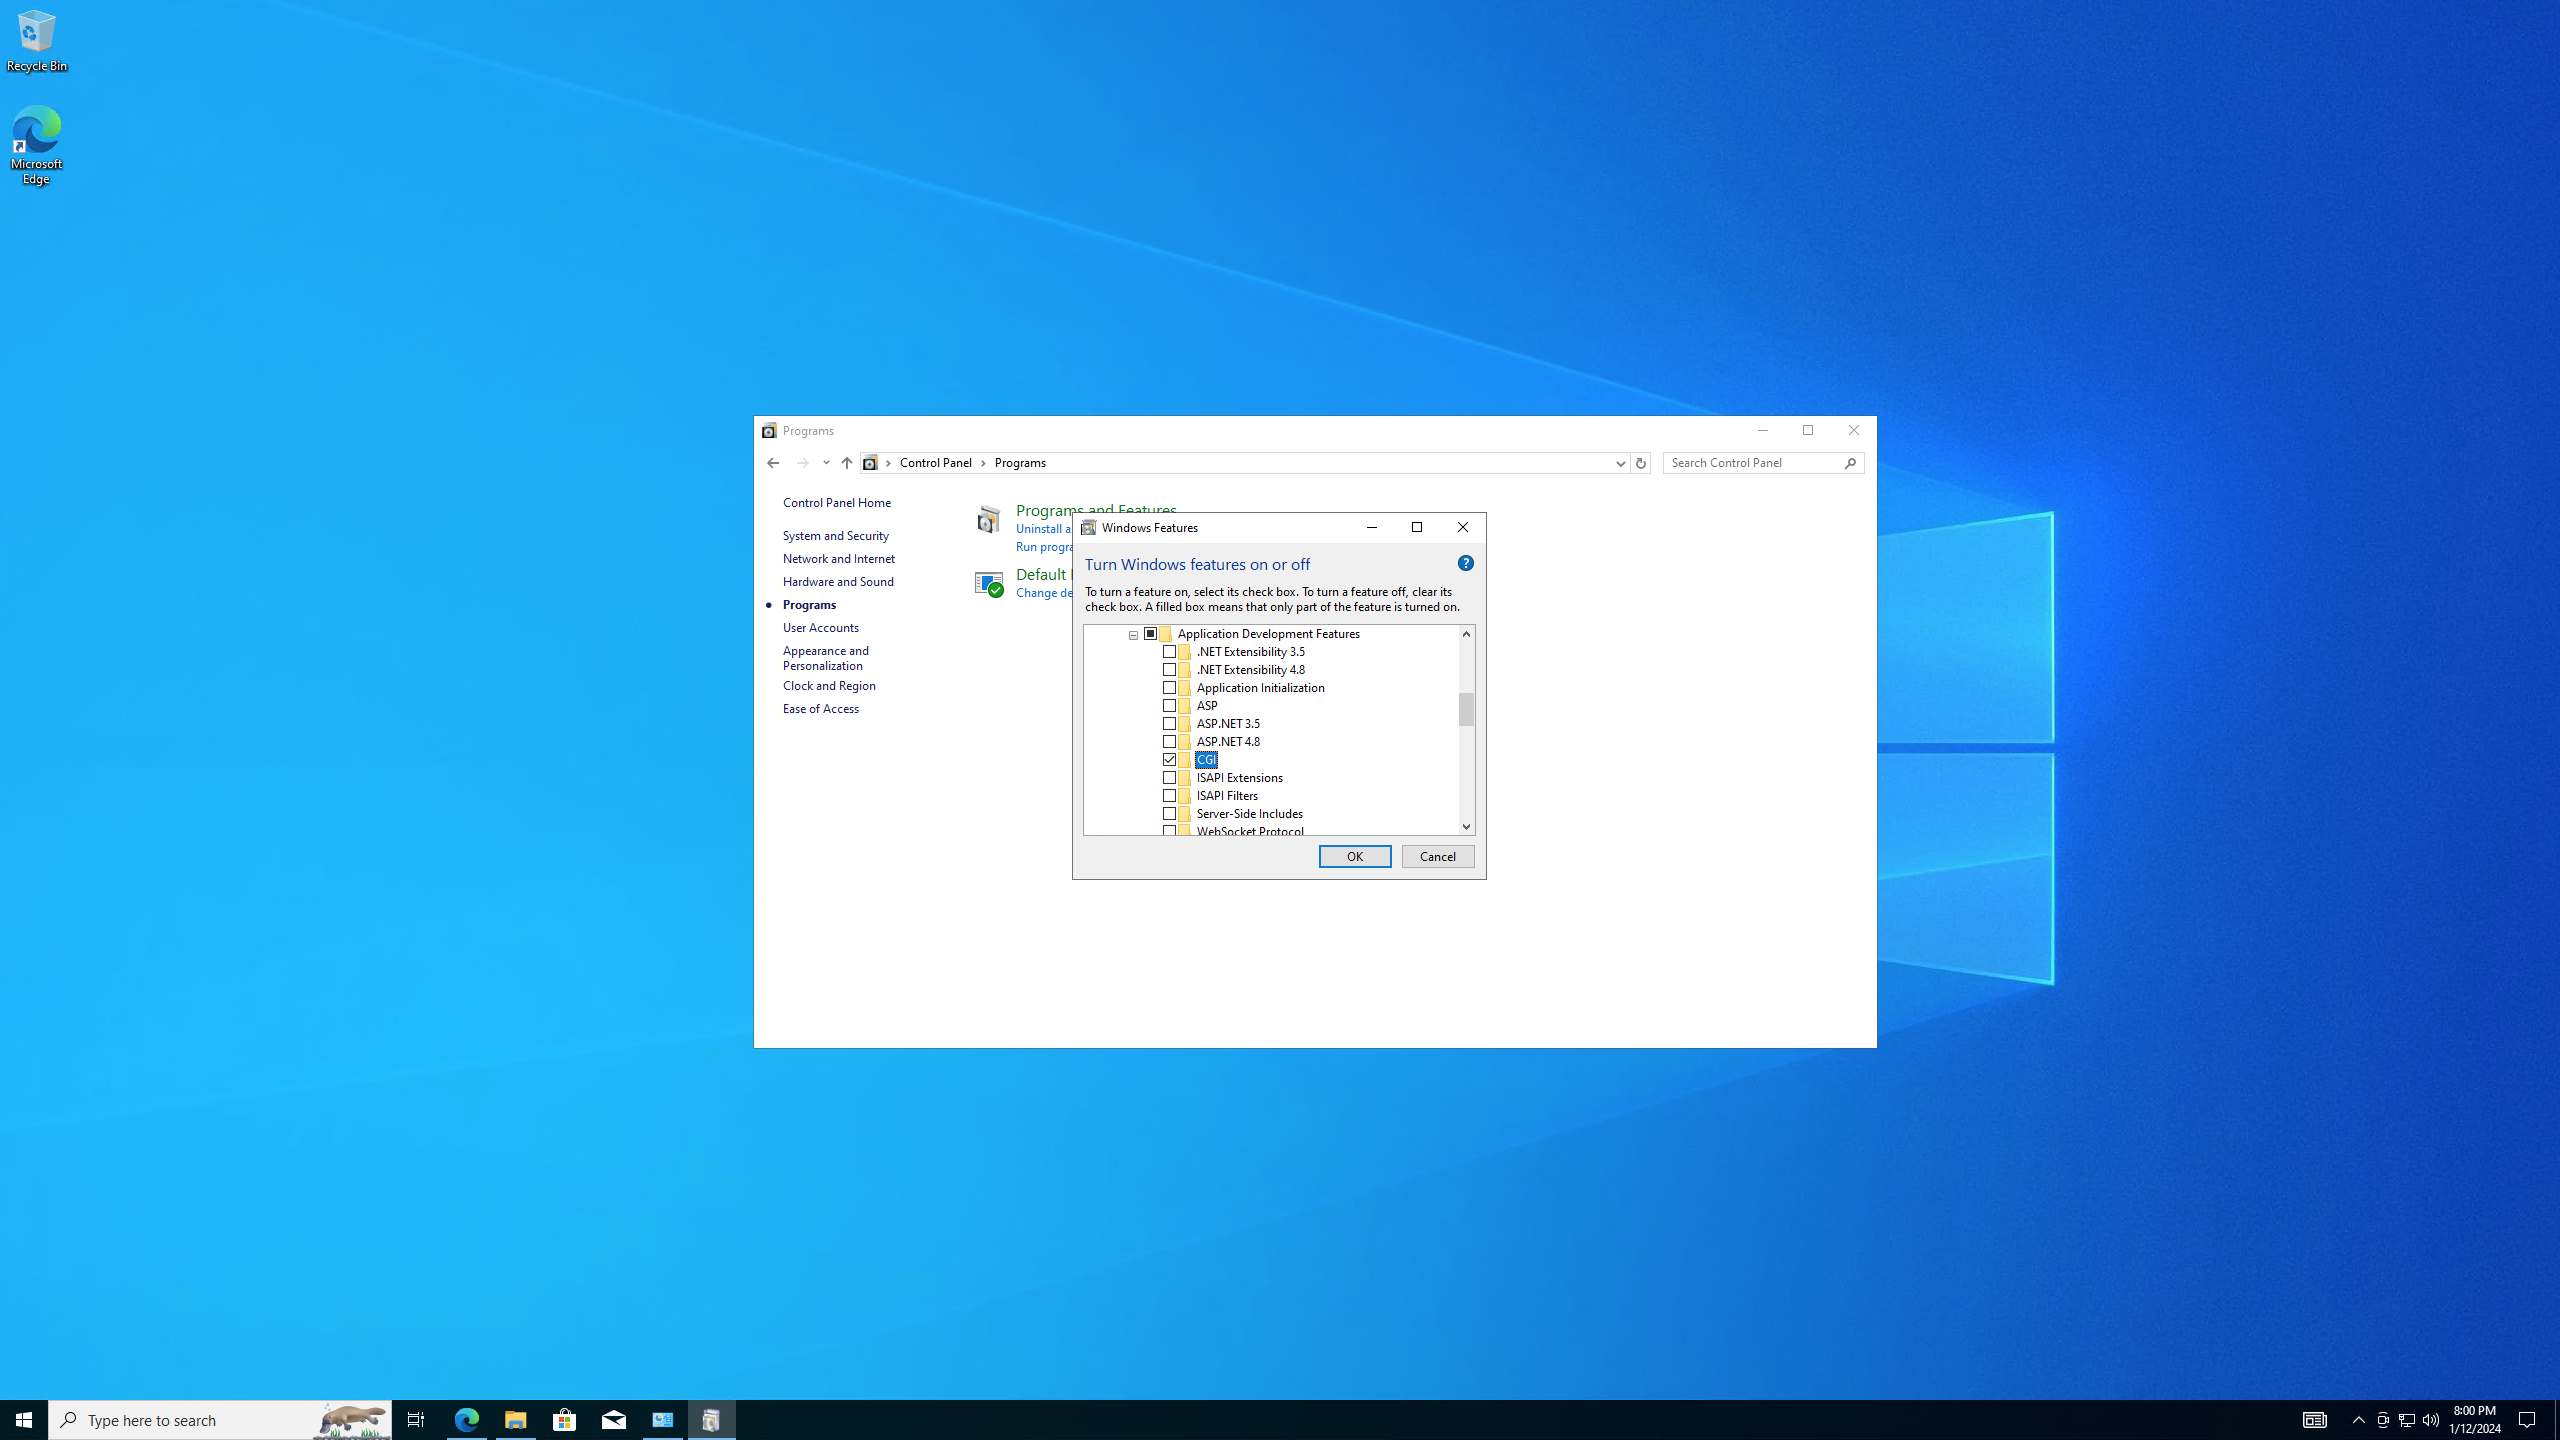 Recycle Bin
Microsoft
Edge
Programs
Control Panel
Programs
Search Control Panel
Control Panel Home
System and Security
Network and Internet
Hardware and Sound
Programs
User Accounts
Appearance and
Personalization
Clock and Region
Ease of Access
Programs and Features
Uninstall a
Run progra
Default
Change de
Windows Features
Turn Windows features on or off
To turn a feature on, select its check box. To turn a feature off, clear its
check box. A filled box means that only part of the feature is turned on.
Application Development Features
.NET Extensibility 3.5
.NET Extensibility 4.8
Application Initialization
ASP
ASP.NET 3.5
ASP.NET 4.8
CGI
ISAPI Extensions
ISAPI Filters
Server-Side Includes
WebSocket Protocol
OK
Cancel
Type here to search
8:00 PM
1/12/2024